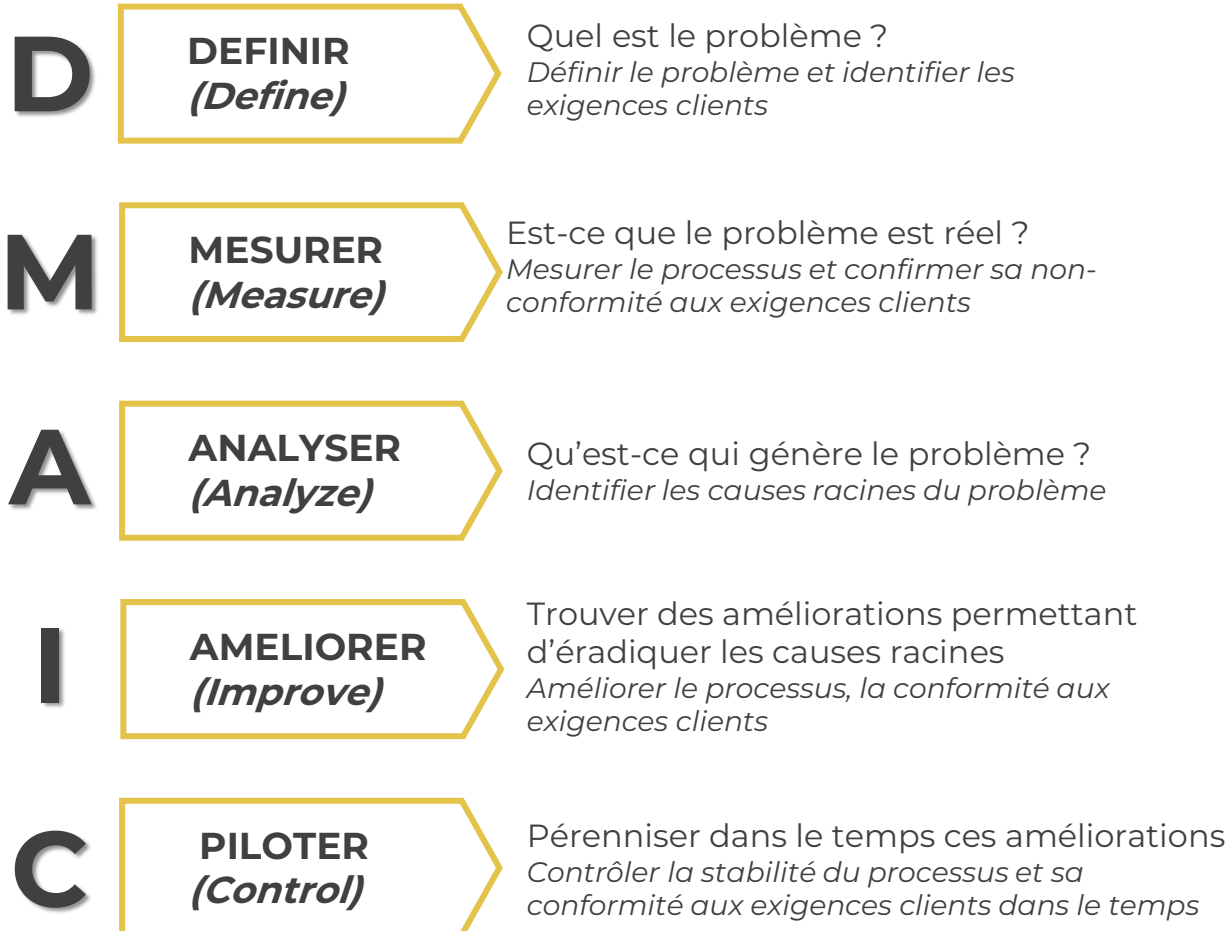 D
DEFINIR
(Define)
Quel est le problème ?
Définir le problème et identifier les
exigences clients
M
MESURER
(Measure)
Est-ce que le problème est réel ?
Mesurer le processus et confirmer sa non-
conformité aux exigences clients
A
ANALYSER
(Analyze)
Qu’est-ce qui génère le problème ?
Identifier les causes racines du problème
I
AMELIORER
(Improve)
Trouver des améliorations permettant
d’éradiquer les causes racines
Améliorer le processus, la conformité aux
exigences clients
C
PILOTER
(Control)
Pérenniser dans le temps ces améliorations
Contrôler la stabilité du processus et sa
conformité aux exigences clients dans le temps